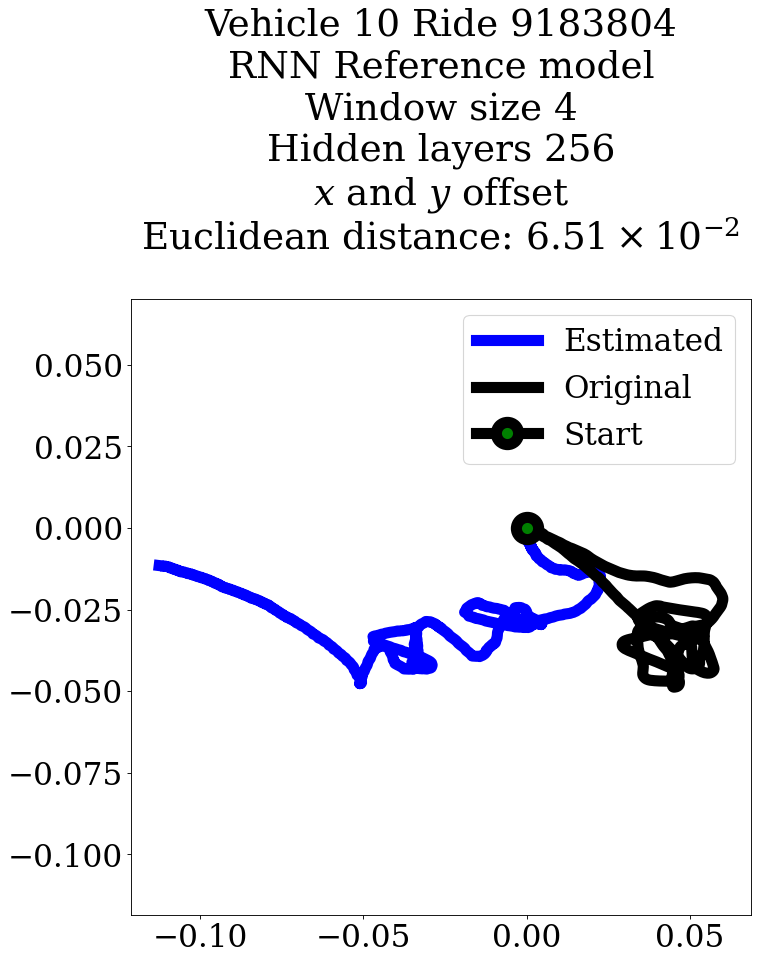 Vehicle 10 Ride 9183804
RNN Reference model
Window size 4
Hidden layers 256
x and y offset
Euclidean distance: 6.51 × 10⁻²
Estimated
Original
Start
0.050
0.025
0.000
−0.025
−0.050
−0.075
−0.100
−0.10 −0.05 0.00 0.05